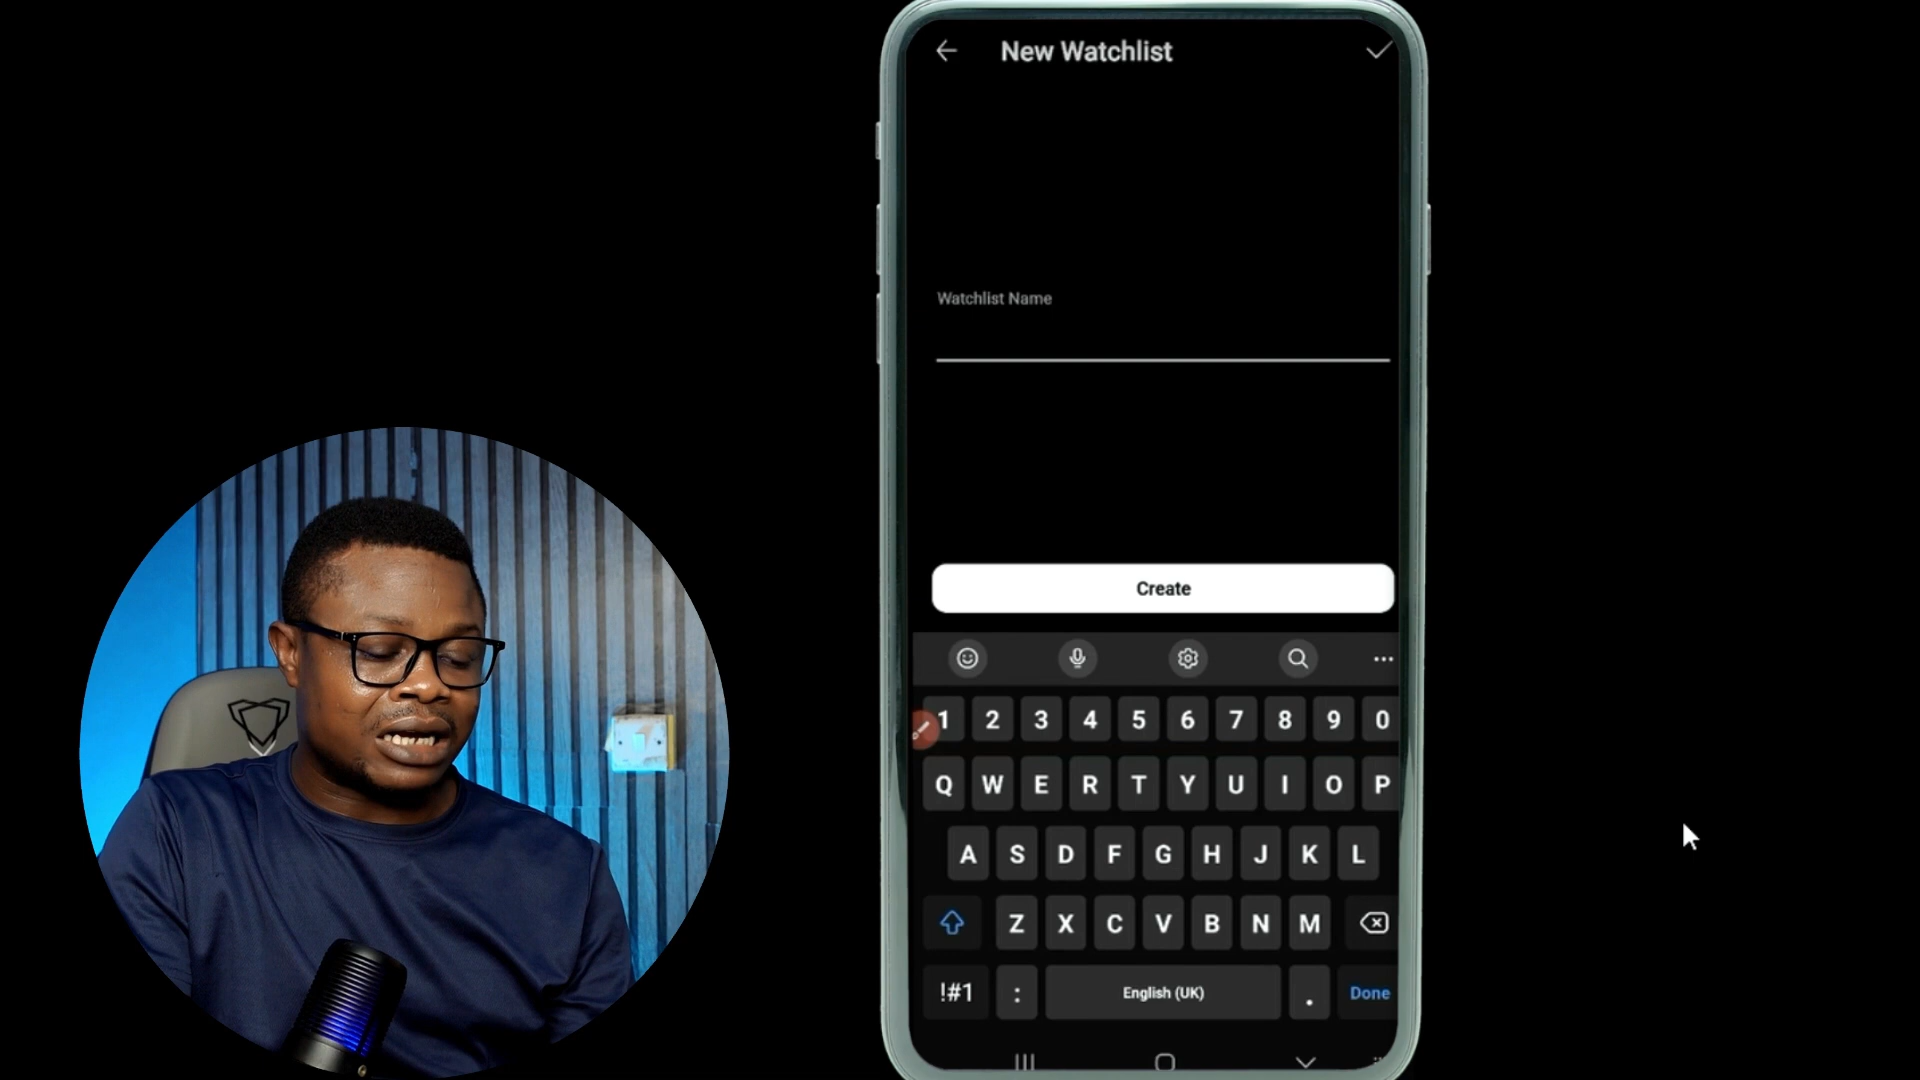 New Watchlist
Watchlist Name
Create
1 2 3 4 5 6 7 8 9 0
Q W E R T Y U I O P
A S D F G H J K L
Z X C V B N M
!#1 : English (UK) . Done